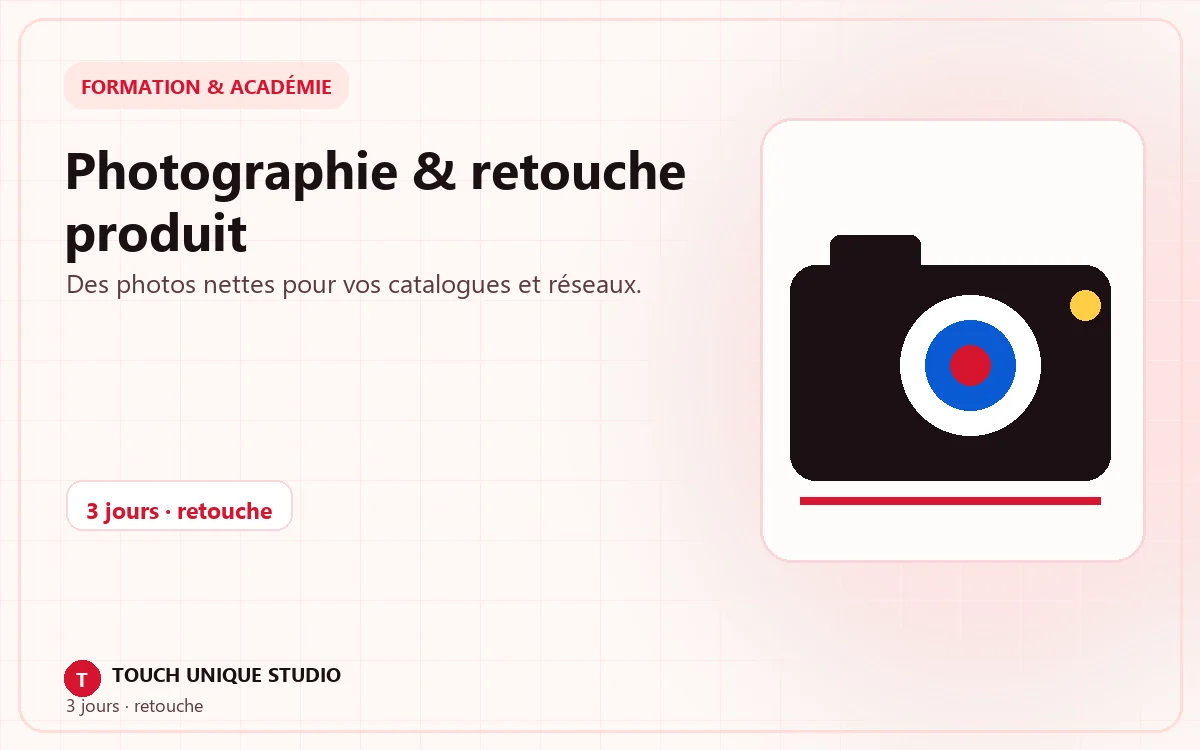 FORMATION & ACADÉMIE
Photographie & retouche
produit
Des photos nettes pour vos catalogues et réseaux.
3 jours · retouche
T
TOUCH UNIQUE STUDIO
3 jours · retouche